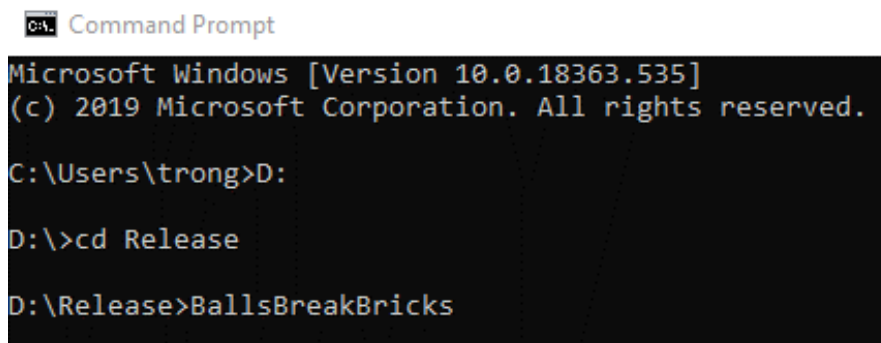 Command Prompt
Microsoft Windows [Version 10.0.18363.535]
(c) 2019 Microsoft Corporation. All rights reserved.
C:\Users\trong>D:
D:\>cd Release
D:\Release>BallsBreakBricks